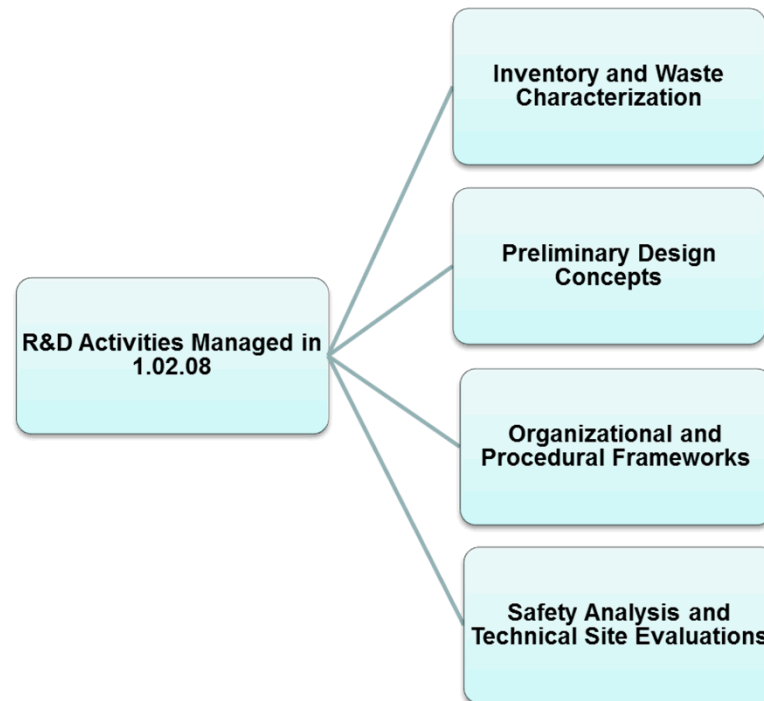 Inventory and Waste
Characterization
Preliminary Design
Concepts
R&D Activities Managed in
1.02.08
Organizational and
Procedural Frameworks
Safety Analysis and
Technical Site Evaluations